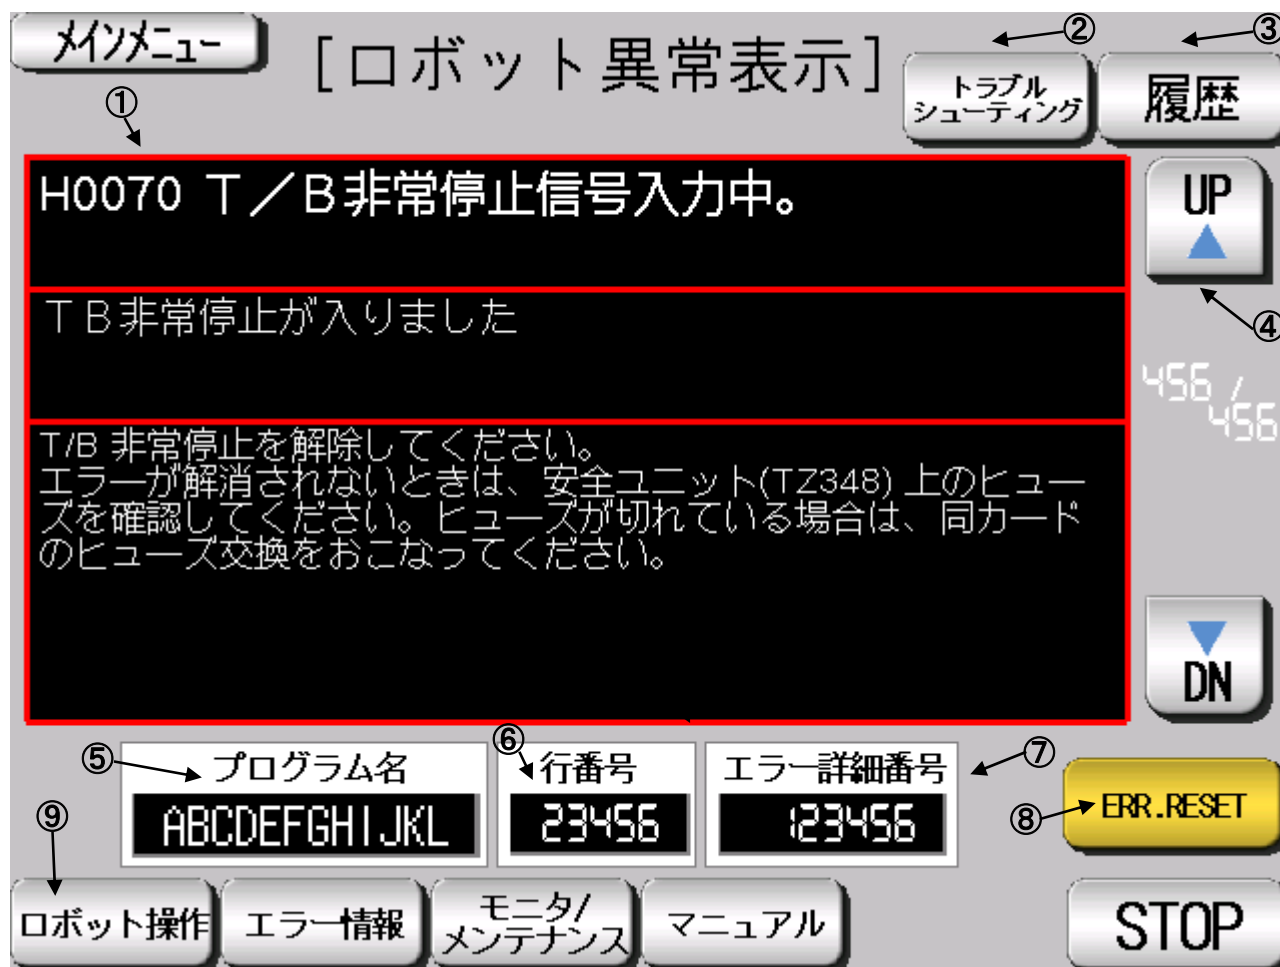 メインメニュー
[ロボット異常表示]
②
③
トラブル
シューティング
履歴
①
H0070 T／B非常停止信号入力中。
UP
TB非常停止が入りました
④
456/
456
T/B 非常停止を解除してください。
エラーが解消されないときは、安全ユニット(TZ348) 上のヒュー
ズを確認してください。ヒューズが切れている場合は、同カード
のヒューズ交換をおこなってください。
DN
⑤
プログラム名
⑥
行番号
エラー詳細番号
⑦
ABCDEFGHIJKL
23456
123456
⑧
ERR.RESET
⑨
ロボット操作
エラー情報
モニタ/
メンテナンス
マニュアル
STOP